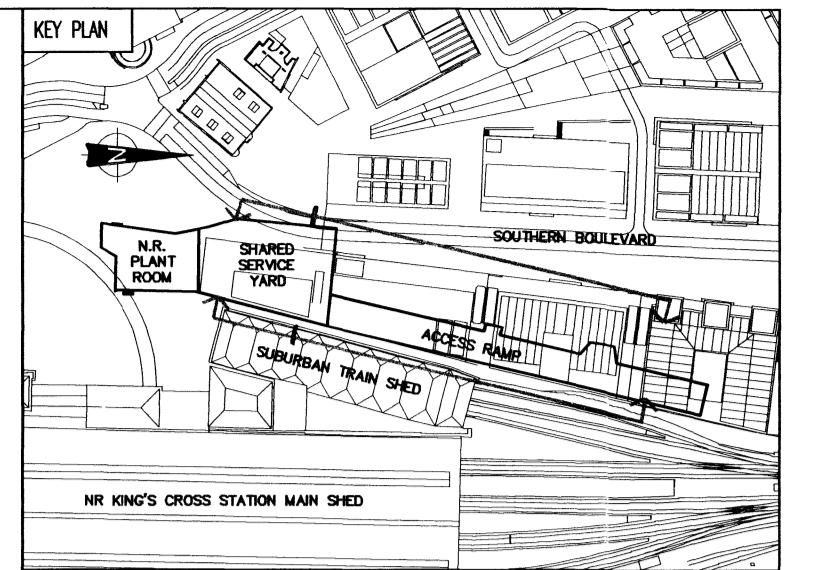 KEY PLAN
N
SOUTHERN BOULEVARD
N.R.
PLANT
ROOM
SHARED
SERVICE
YARD
ACCESS RAMP
SUBURBAN TRAIN SHED
NR KING'S CROSS STATION MAIN SHED